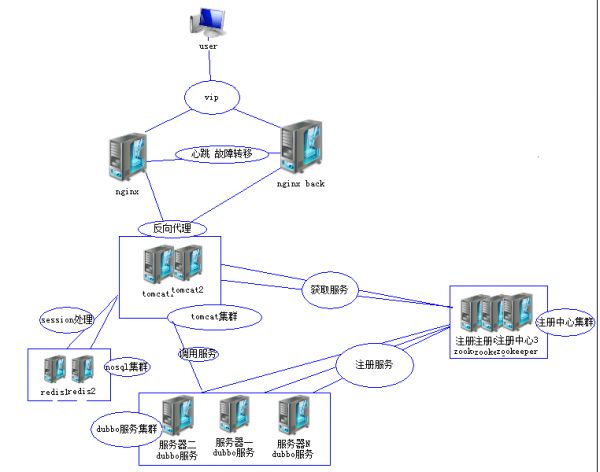 user
vip
心跳 故障转移
nginx
nginx back
反向代理
tomcat
tomcat2
获取服务
session处理
tomcat集群
注册中心集群
注册
注册
注册中心3
zook
zooke
zookeeper
redis1
redis2
nosql集群
调用服务
注册服务
dubbo服务集群
服务器二
dubbo服务
服务器一
dubbo服务
服务器N
dubbo服务